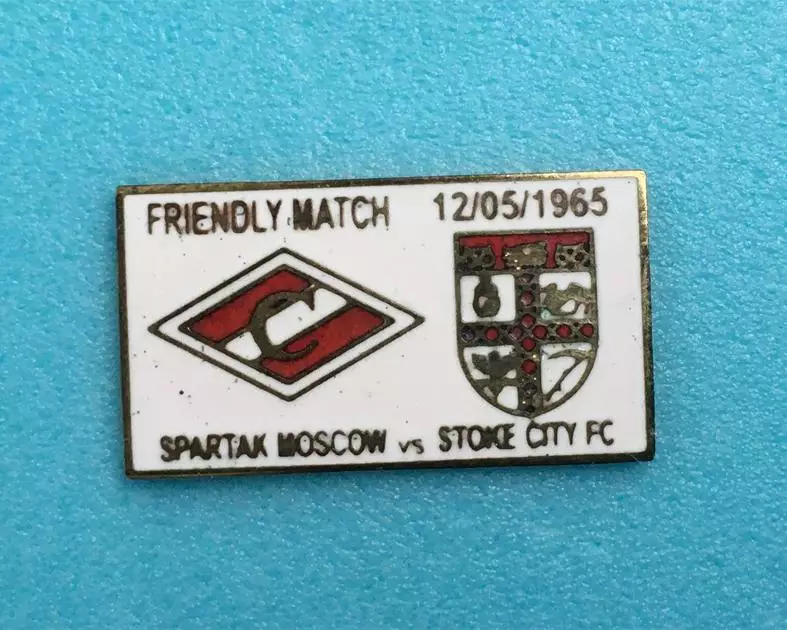 FRIENDLY MATCH 12/05/1965
SPARTAK MOSCOW vs STOKE CITY FC